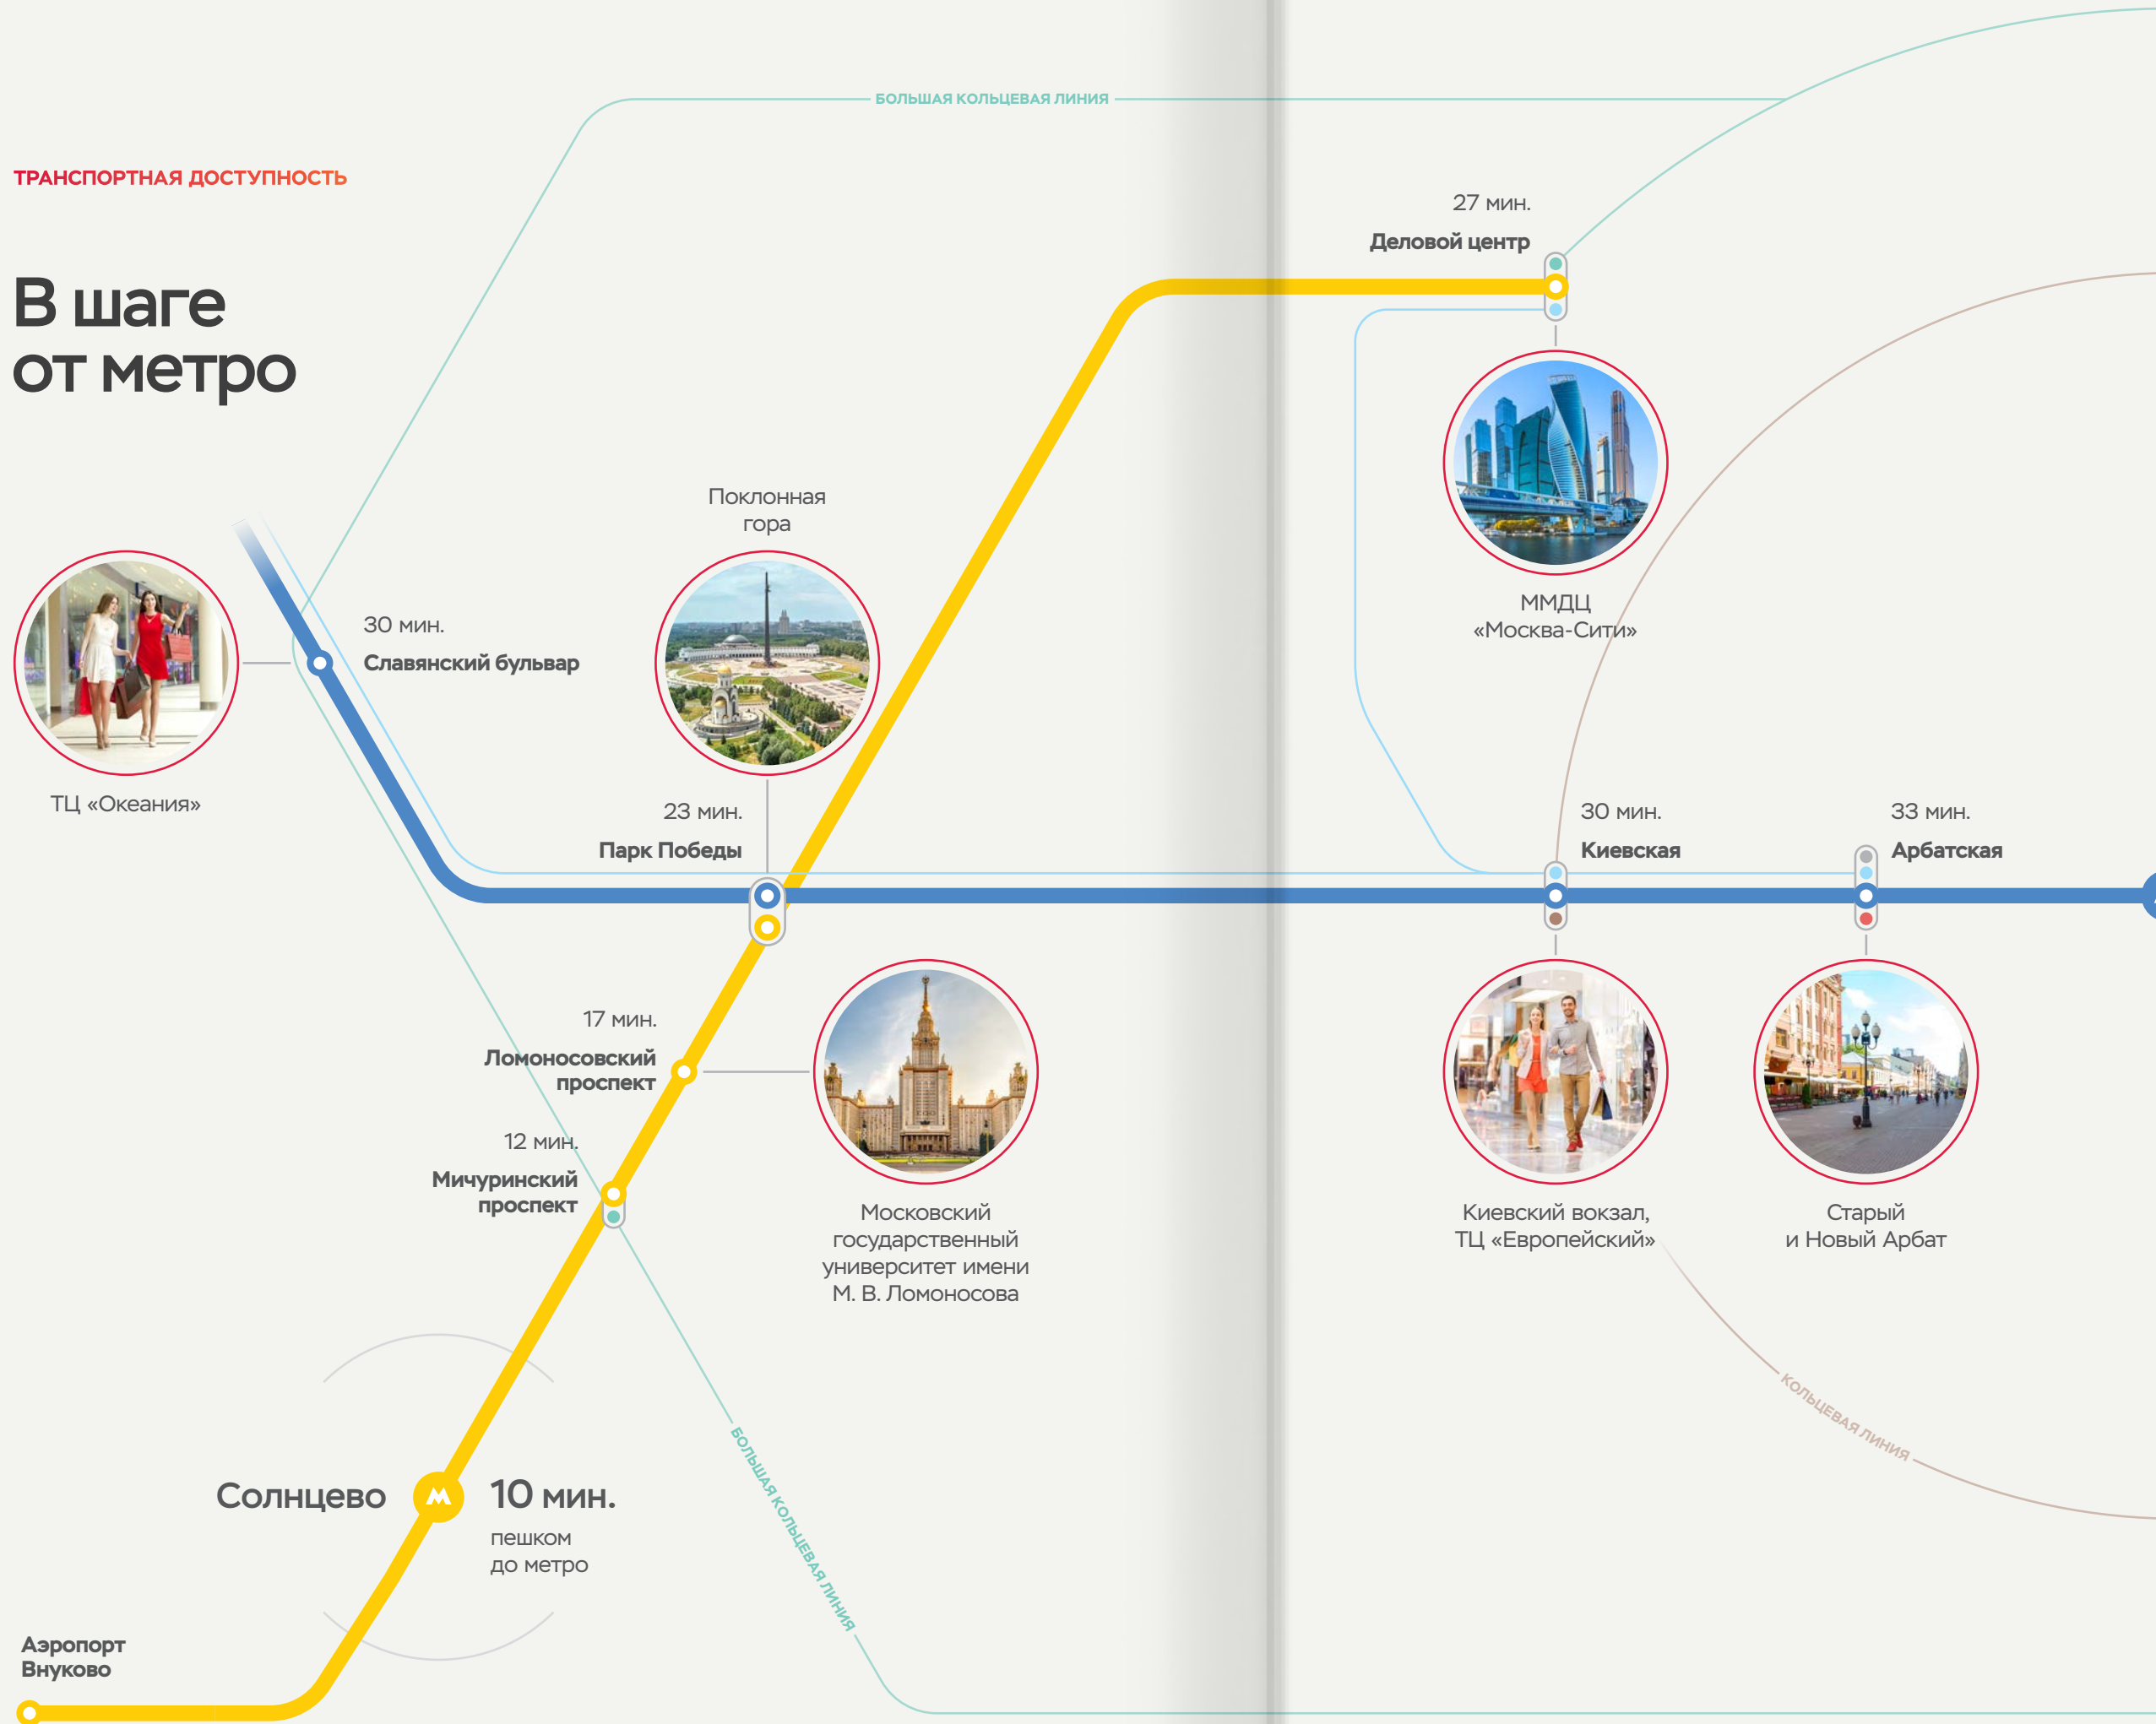 БОЛЬШАЯ КОЛЬЦЕВАЯ ЛИНИЯ
ТРАНСПОРТНАЯ ДОСТУПНОСТЬ
В шаге
от метро
27 мин.
Деловой центр
ММДЦ
«Москва-Сити»
Поклонная
гора
30 мин.
Славянский бульвар
ТЦ «Океания»
23 мин.
Парк Победы
30 мин.
Киевская
33 мин.
Арбатская
17 мин.
Ломоносовский
проспект
12 мин.
Мичуринский
проспект
Московский
государственный
университет имени
М. В. Ломоносова
Киевский вокзал,
ТЦ «Европейский»
Старый
и Новый Арбат
КОЛЬЦЕВАЯ ЛИНИЯ
БОЛЬШАЯ КОЛЬЦЕВАЯ ЛИНИЯ
Солнцево
10 мин.
пешком
до метро
Аэропорт
Внуково